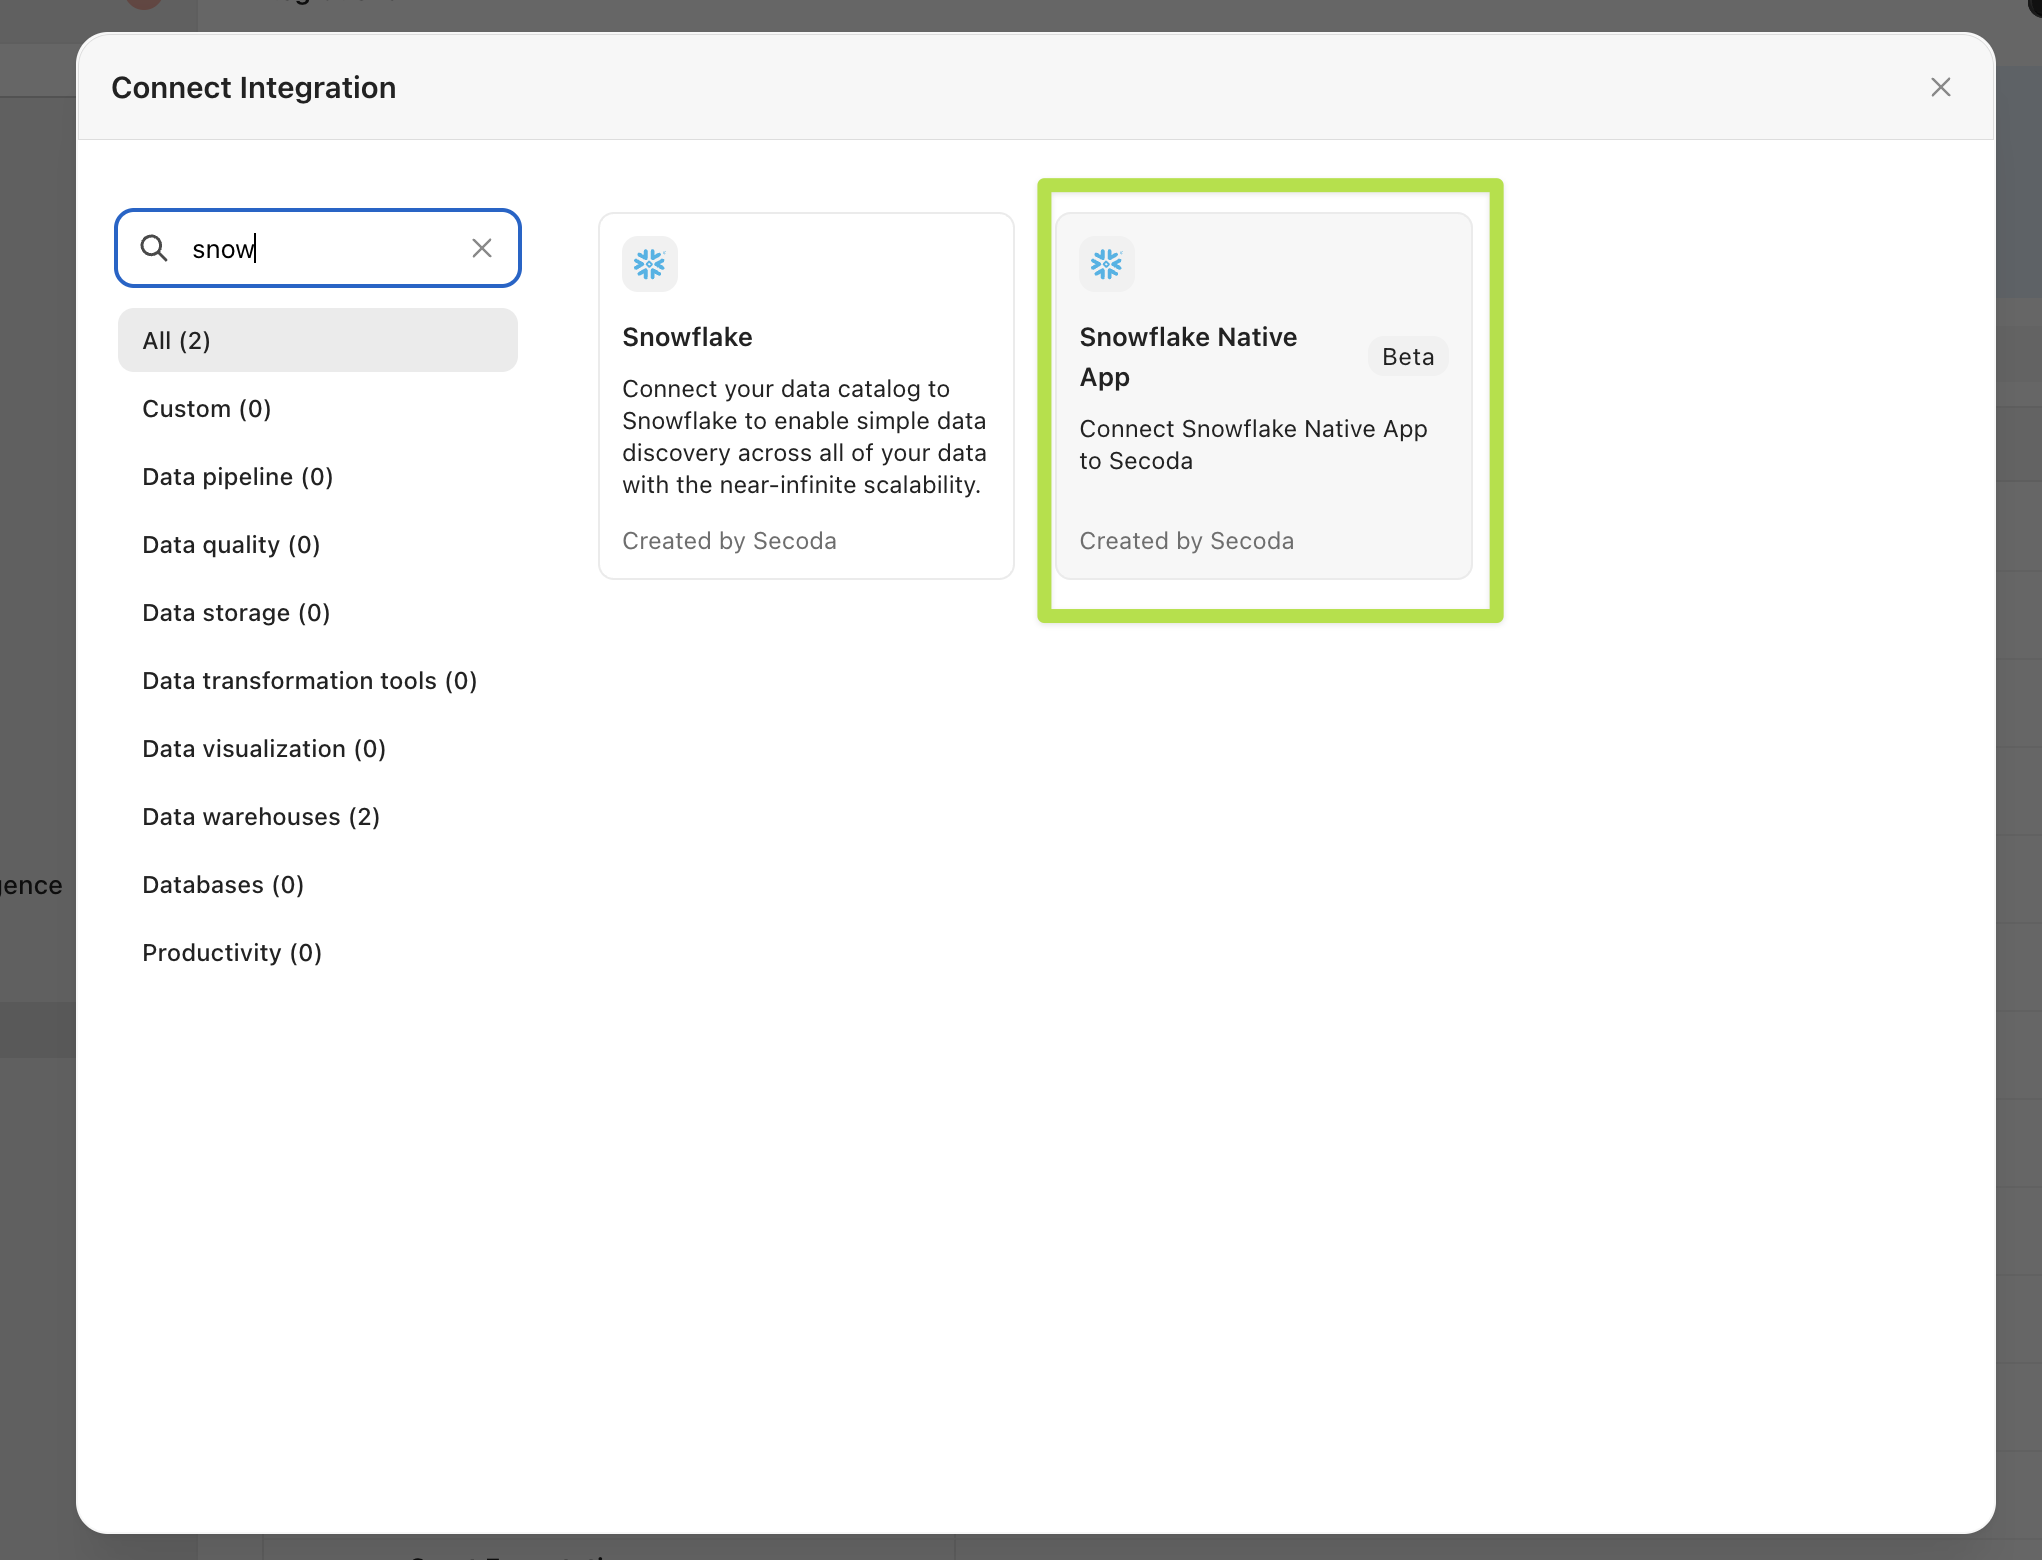 Connect Integration
snow
All (2)
Custom (0)
Data pipeline (0)
Data quality (0)
Data storage (0)
Data transformation tools (0)
Data visualization (0)
Data warehouses (2)
Databases (0)
Productivity (0)
Snowflake
Connect your data catalog to
Snowflake to enable simple data
discovery across all of your data
with the near-infinite scalability.
Created by Secoda
Snowflake Native
App
Beta
Connect Snowflake Native App
to Secoda
Created by Secoda